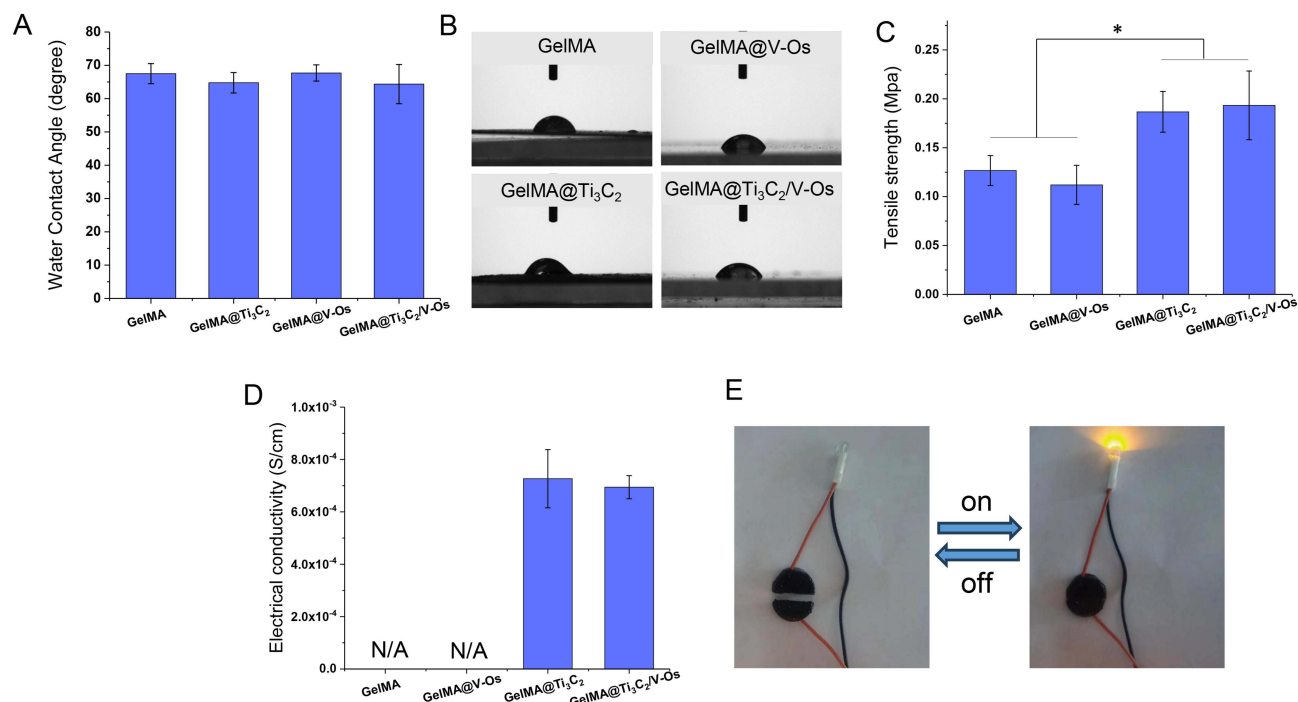 A
Water Contact Angle (degree)
80
70
60
50
40
30
20
10
0
GelMA
GelMA@Ti₃C₂
GelMA@V-Os
GelMA@Ti₃C₂/V-Os
B
GelMA
GelMA@V-Os
GelMA@Ti₃C₂
GelMA@Ti₃C₂/V-Os
C
Tensile strength (Mpa)
*
0.25
0.20
0.15
0.10
0.05
0.00
GelMA
GelMA@V-Os
GelMA@Ti₃C₂
GelMA@Ti₃C₂/V-Os
D
Electrical conductivity (S/cm)
1.0x10⁻³
8.0x10⁻⁴
6.0x10⁻⁴
4.0x10⁻⁴
2.0x10⁻⁴
0.0
N/A
N/A
GelMA
GelMA@V-Os
GelMA@Ti₃C₂
GelMA@Ti₃C₂/V-Os
E
on
off